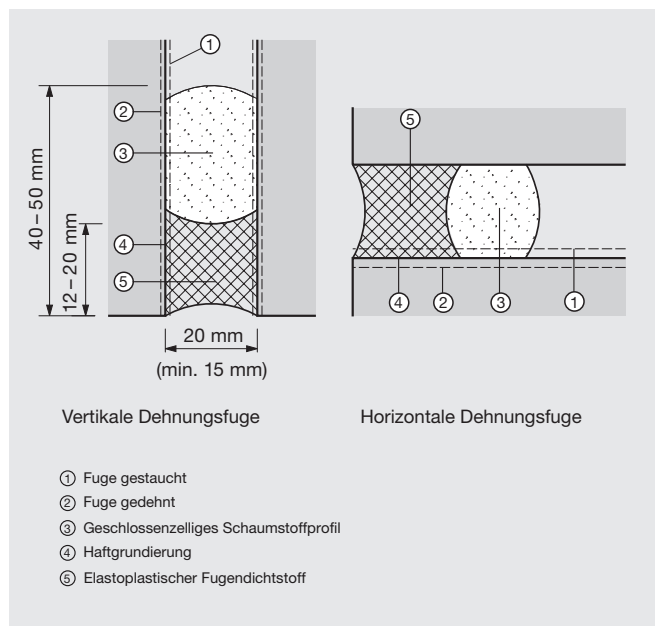 ①
②
③
④
⑤
40 – 50 mm
12 – 20 mm
20 mm
(min. 15 mm)
Vertikale Dehnungsfuge
⑤
④ ② ③ ①
Horizontale Dehnungsfuge
① Fuge gestaucht
② Fuge gedehnt
③ Geschlossenzelliges Schaumstoffprofil
④ Haftgrundierung
⑤ Elastoplastischer Fugendichtstoff